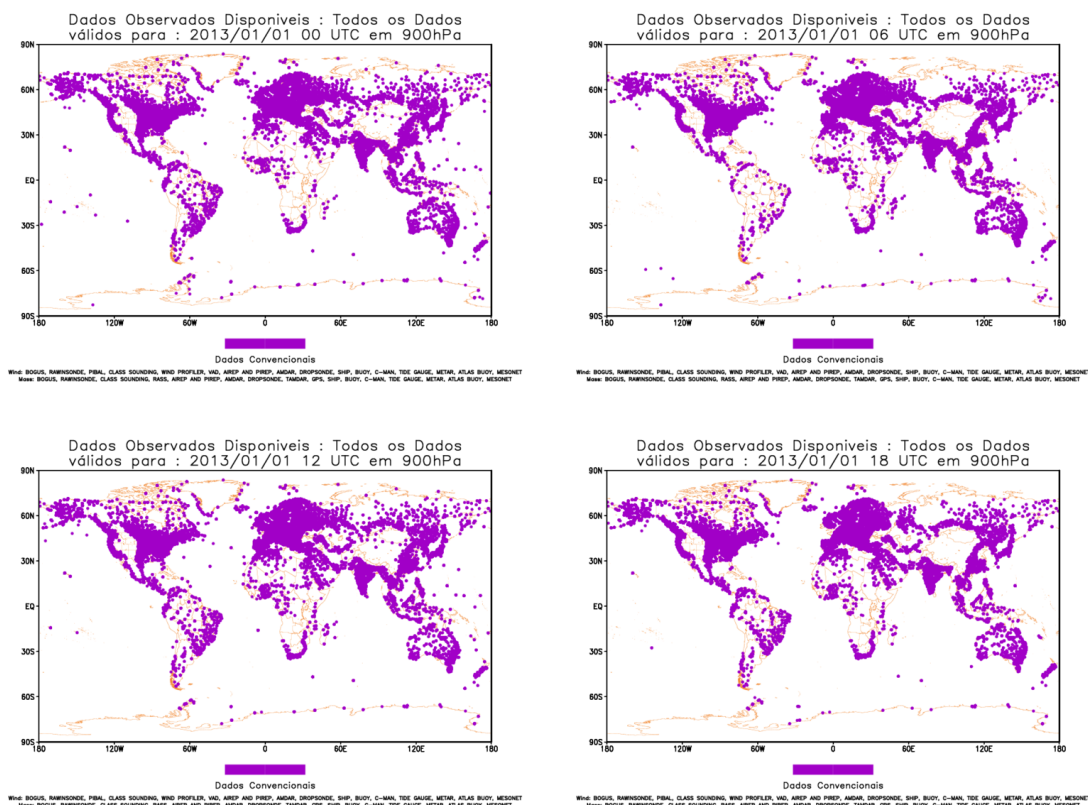 Dados Observados Disponiveis : Todos os Dados
válidos para : 2013/01/01 00 UTC em 900hPa
90N
60N
30N
EQ
30S
60S
90S
180 120W 60W 0 60E 120E 180
Dados Convencionais
Wind: BOGUS, RAWINSONDE, PIBAL, CLASS SOUNDING, WIND PROFILER, VAD, AIREP AND PIREP, AMDAR, DROPSONDE, SHIP, BUOY, C-MAN, TIDE GAUGE, METAR, ATLAS BUOY, MESONET
Mass: BOGUS, RAWINSONDE, CLASS SOUNDING, RASS, AIREP AND PIREP, AMDAR, DROPSONDE, TAMDAR, GPS, SHIP, BUOY, C-MAN, TIDE GAUGE, METAR, ATLAS BUOY, MESONET
Dados Observados Disponiveis : Todos os Dados
válidos para : 2013/01/01 06 UTC em 900hPa
90N
60N
30N
EQ
30S
60S
90S
180 120W 60W 0 60E 120E 180
Dados Convencionais
Wind: BOGUS, RAWINSONDE, PIBAL, CLASS SOUNDING, WIND PROFILER, VAD, AIREP AND PIREP, AMDAR, DROPSONDE, SHIP, BUOY, C-MAN, TIDE GAUGE, METAR, ATLAS BUOY, MESONET
Mass: BOGUS, RAWINSONDE, CLASS SOUNDING, RASS, AIREP AND PIREP, AMDAR, DROPSONDE, TAMDAR, GPS, SHIP, BUOY, C-MAN, TIDE GAUGE, METAR, ATLAS BUOY, MESONET
Dados Observados Disponiveis : Todos os Dados
válidos para : 2013/01/01 12 UTC em 900hPa
90N
60N
30N
EQ
30S
60S
90S
180 120W 60W 0 60E 120E 180
Dados Convencionais
Wind: BOGUS, RAWINSONDE, PIBAL, CLASS SOUNDING, WIND PROFILER, VAD, AIREP AND PIREP, AMDAR, DROPSONDE, SHIP, BUOY, C-MAN, TIDE GAUGE, METAR, ATLAS BUOY, MESONET
Dados Observados Disponiveis : Todos os Dados
válidos para : 2013/01/01 18 UTC em 900hPa
90N
60N
30N
EQ
30S
60S
90S
180 120W 60W 0 60E 120E 180
Dados Convencionais
Wind: BOGUS, RAWINSONDE, PIBAL, CLASS SOUNDING, WIND PROFILER, VAD, AIREP AND PIREP, AMDAR, DROPSONDE, SHIP, BUOY, C-MAN, TIDE GAUGE, METAR, ATLAS BUOY, MESONET